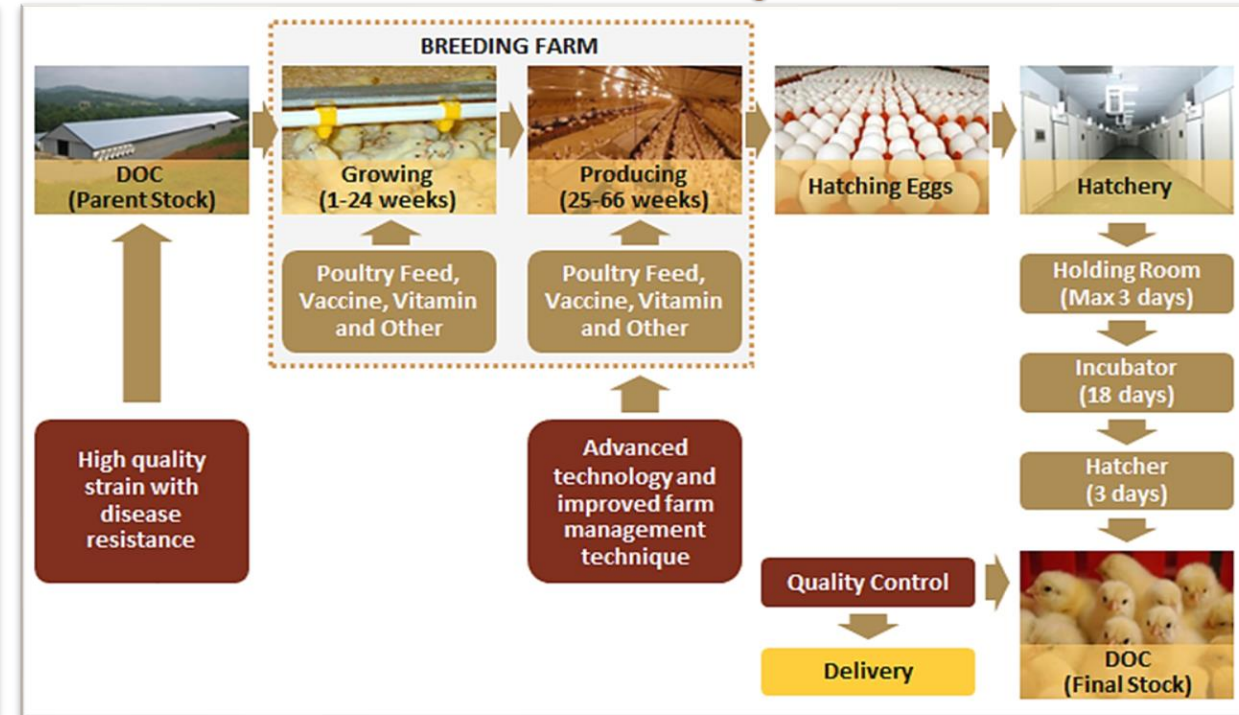 BREEDING FARM
DOC
(Parent Stock)
Growing
(1-24 weeks)
Producing
(25-66 weeks)
Hatching Eggs
Hatchery
Poultry Feed,
Vaccine, Vitamin
and Other
Poultry Feed,
Vaccine, Vitamin
and Other
Holding Room
(Max 3 days)
Incubator
(18 days)
Hatcher
(3 days)
High quality
strain with
disease
resistance
Advanced
technology and
improved farm
management
technique
Quality Control
Delivery
DOC
(Final Stock)